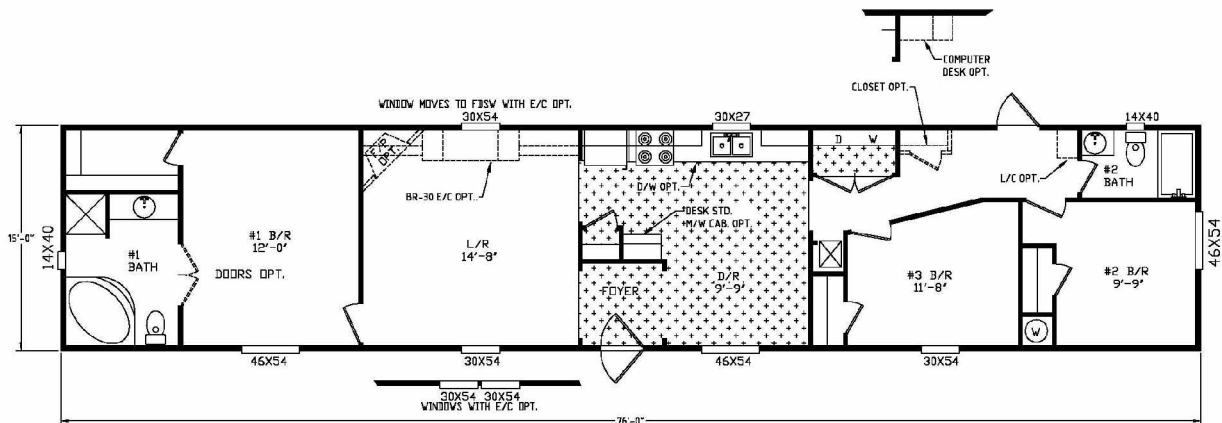 COMPUTER
DESK OPT.
CLOSET OPT.
WINDOW MOVES TO FDSW WITH E/C OPT.
30X54
30X27
14X40
F/P
OPT.
D W
BR-30 E/C OPT.
D/W OPT.
L/C OPT.
#2
BATH
DESK STD.
M/W CAB. OPT.
15'-0"
14X40
#1
BATH
#1 B/R
12'-0"
DOORS OPT.
L/R
14'-8"
FOYER
D/R
9'-9"
#3 B/R
11'-8"
#2 B/R
9'-9"
46X54
W
46X54
30X54
46X54
30X54
30X54 30X54
WINDOWS WITH E/C OPT.
76'-0"